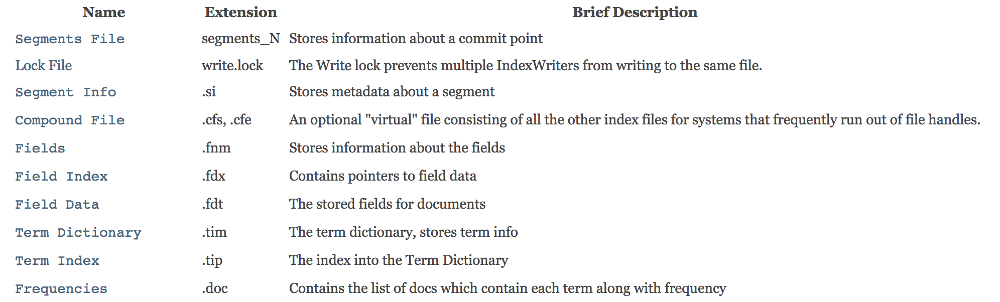 Name Extension Brief Description
Segments File segments_N Stores information about a commit point
Lock File write.lock The Write lock prevents multiple IndexWriters from writing to the same file.
Segment Info .si Stores metadata about a segment
Compound File .cfs, .cfe An optional "virtual" file consisting of all the other index files for systems that frequently run out of file handles.
Fields .fnm Stores information about the fields
Field Index .fdx Contains pointers to field data
Field Data .fdt The stored fields for documents
Term Dictionary .tim The term dictionary, stores term info
Term Index .tip The index into the Term Dictionary
Frequencies .doc Contains the list of docs which contain each term along with frequency